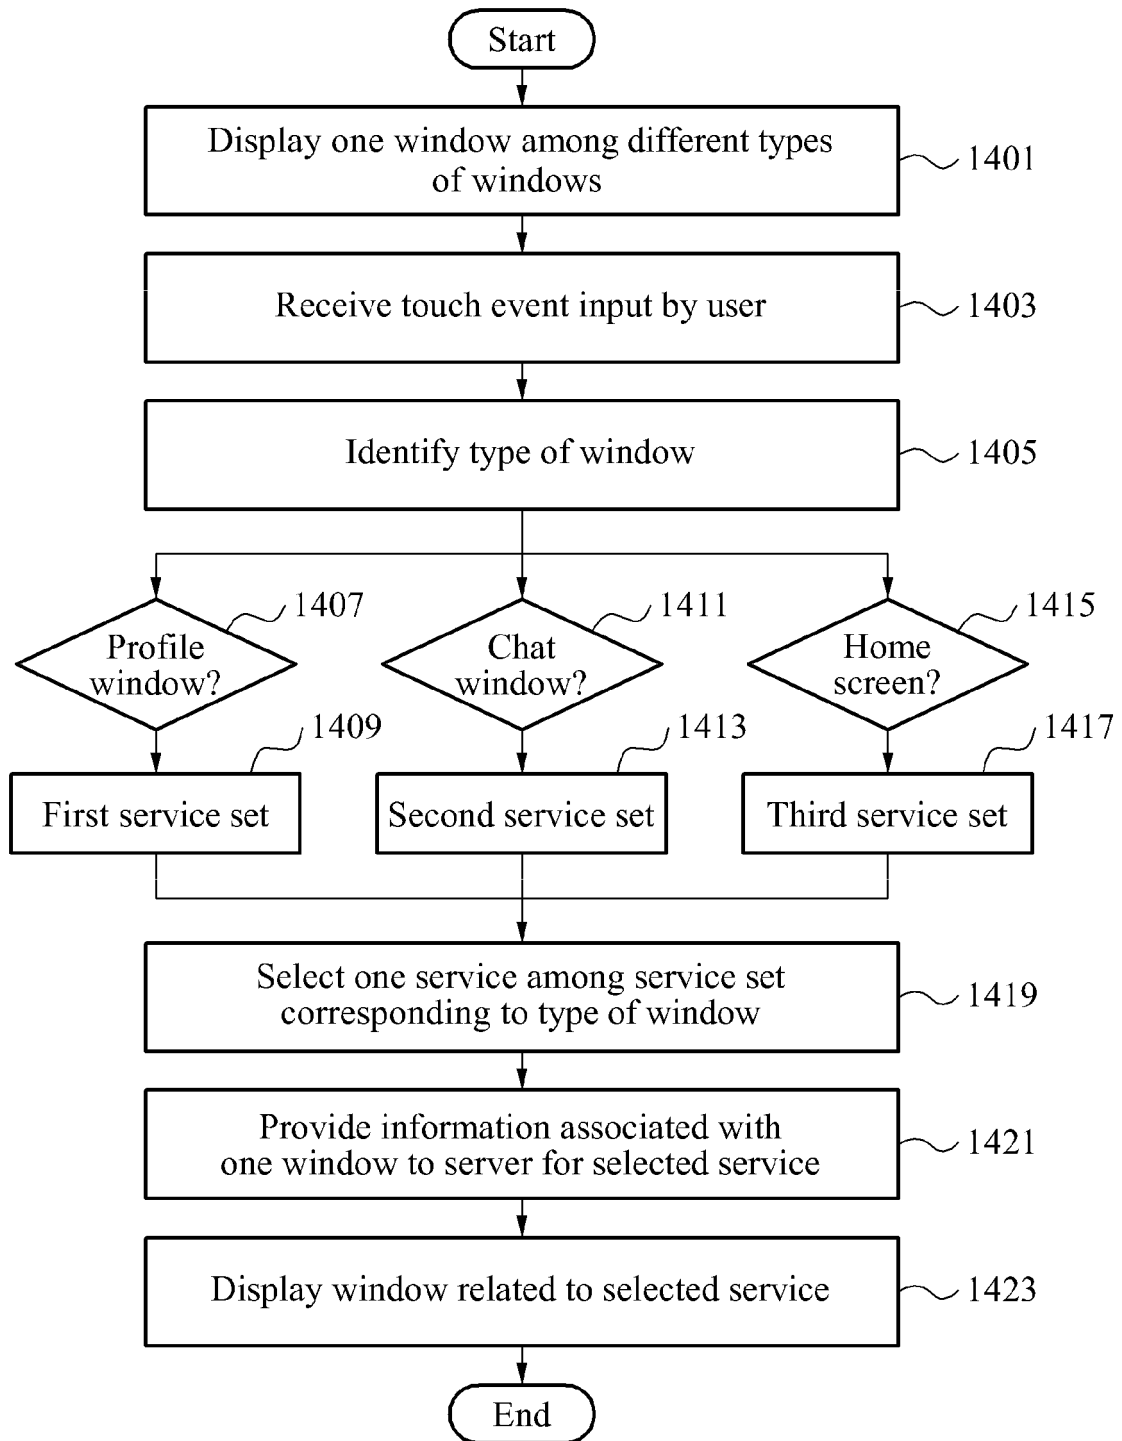 Start
Display one window among different types
of windows
1401
Receive touch event input by user
1403
Identify type of window
1405
1407
1411
1415
Profile
window?
Chat
window?
Home
screen?
1409
1413
1417
First service set
Second service set
Third service set
Select one service among service set
corresponding to type of window
1419
Provide information associated with
one window to server for selected service
1421
Display window related to selected service
1423
End